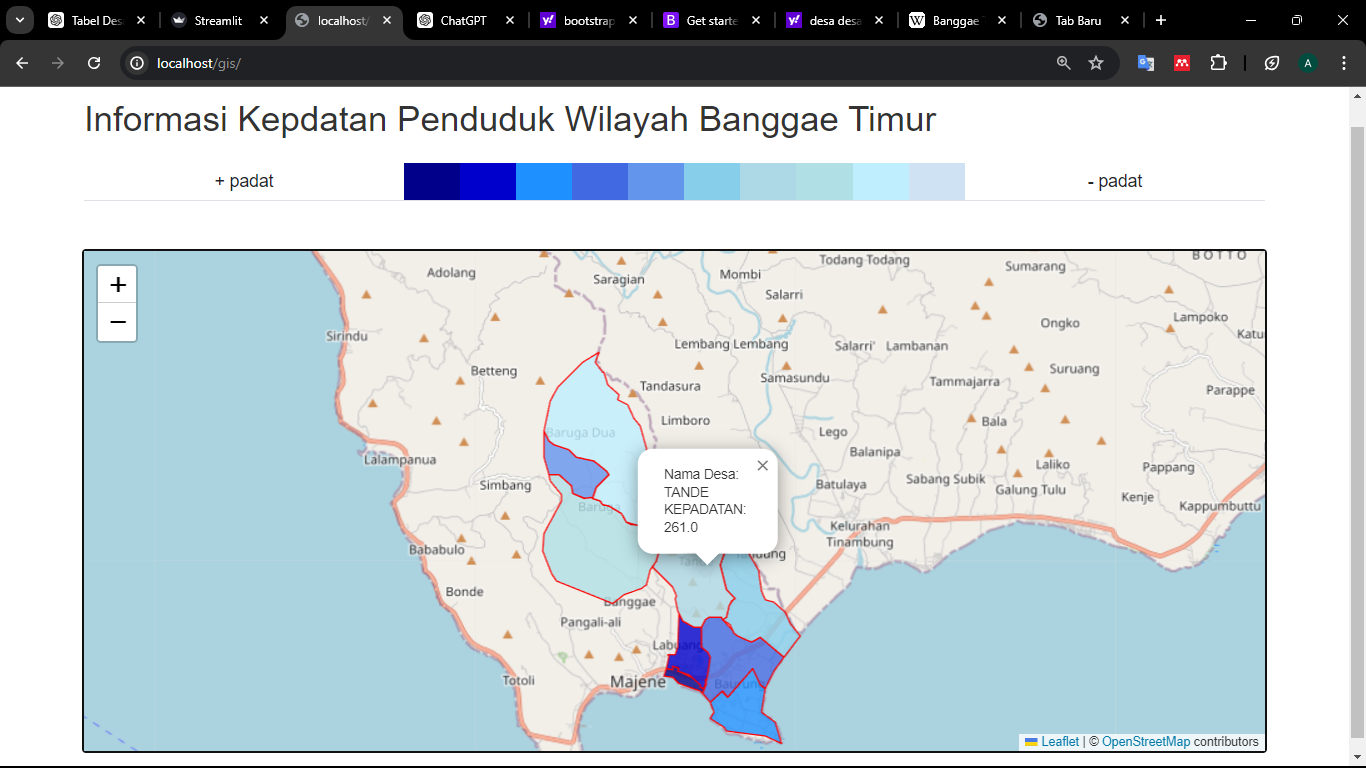 Tabel Des
Streamlit
localhost/
ChatGPT
bootstrap
Get starte
desa desa
Banggae
Tab Baru
localhost/gis/
A
Informasi Kepdatan Penduduk Wilayah Banggae Timur
+ padat
- padat
+
−
Adolang
Saragian
Mombi
Todang Todang
Sumarang
BOTTO
Salarri
Sirindu
Lembang Lembang
Salarri'
Lambanan
Ongko
Lampoko
Katu
Betteng
Tandasura
Samasundu
Tammajarra
Suruang
Parappe
Limboro
Baruga Dua
Lego
Bala
Lalampanua
Balanipa
Laliko
Pappang
Simbang
Batulaya
Sabang Subik
Galung Tulu
Kenje
Kappumbuttu
Baruga
Nama Desa:
TANDE
KEPADATAN:
261.0
Kelurahan
Tinambung
Bababulo
Bonde
Banggae
Pangali-ali
Labuang
Totoli
Majene
Baurung
Leaflet | © OpenStreetMap contributors